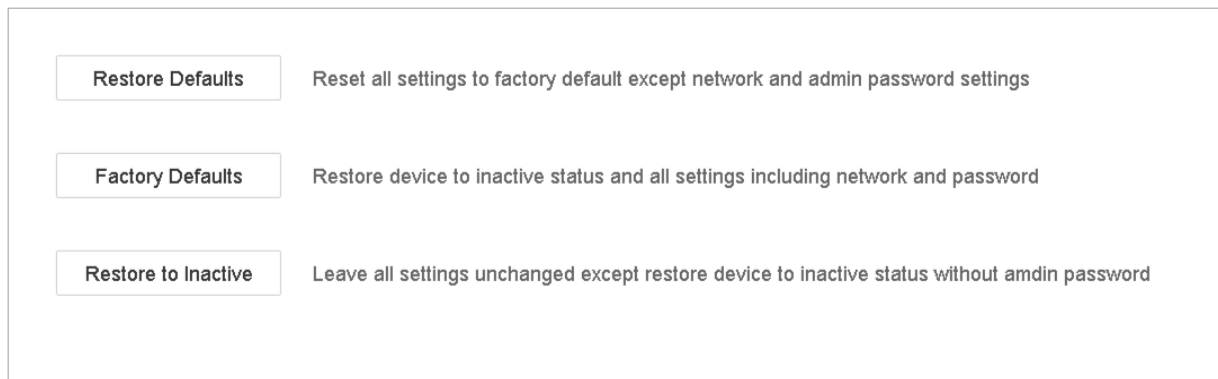 Restore Defaults Reset all settings to factory default except network and admin password settings
Factory Defaults Restore device to inactive status and all settings including network and password
Restore to Inactive Leave all settings unchanged except restore device to inactive status without amdin password